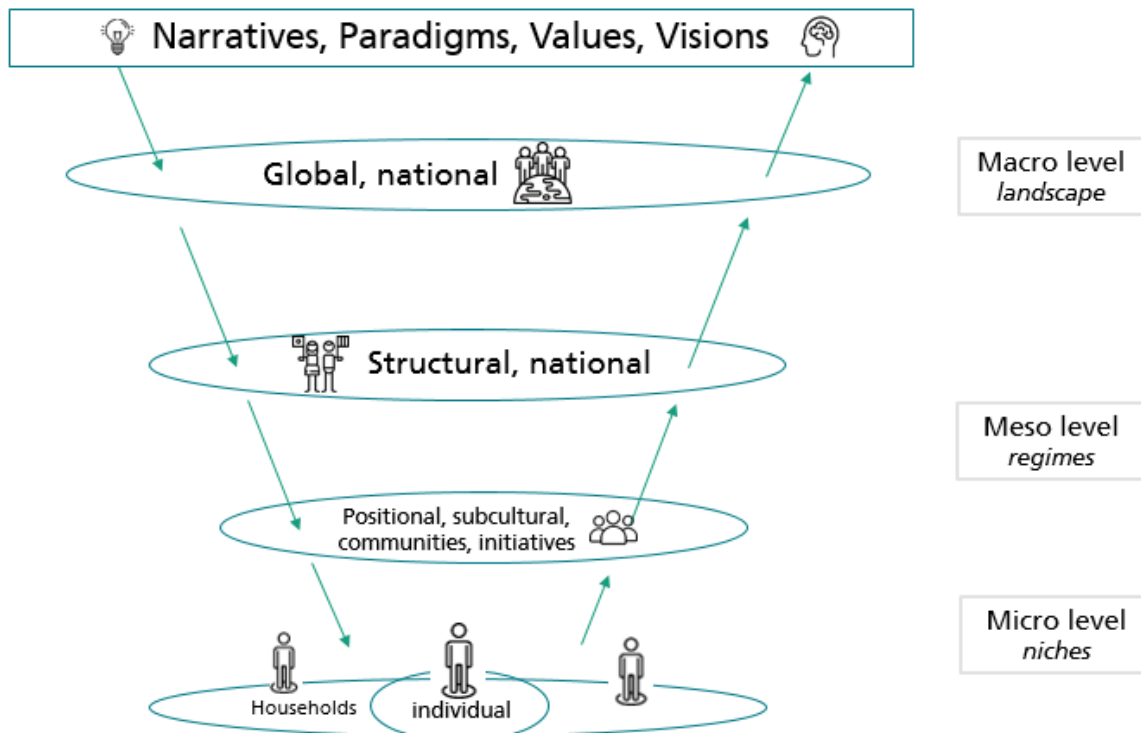 Narratives, Paradigms, Values, Visions
Global, national
Macro level
landscape
Structural, national
Meso level
regimes
Positional, subcultural,
communities, initiatives
Micro level
niches
Households
individual